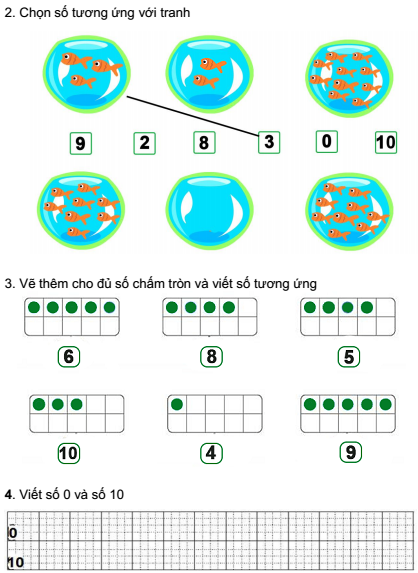 2. Chọn số tương ứng với tranh
9 2 8 3 0 10
3. Vẽ thêm cho đủ số chấm tròn và viết số tương ứng
6 8 5
10 4 9
4. Viết số 0 và số 10
0
10